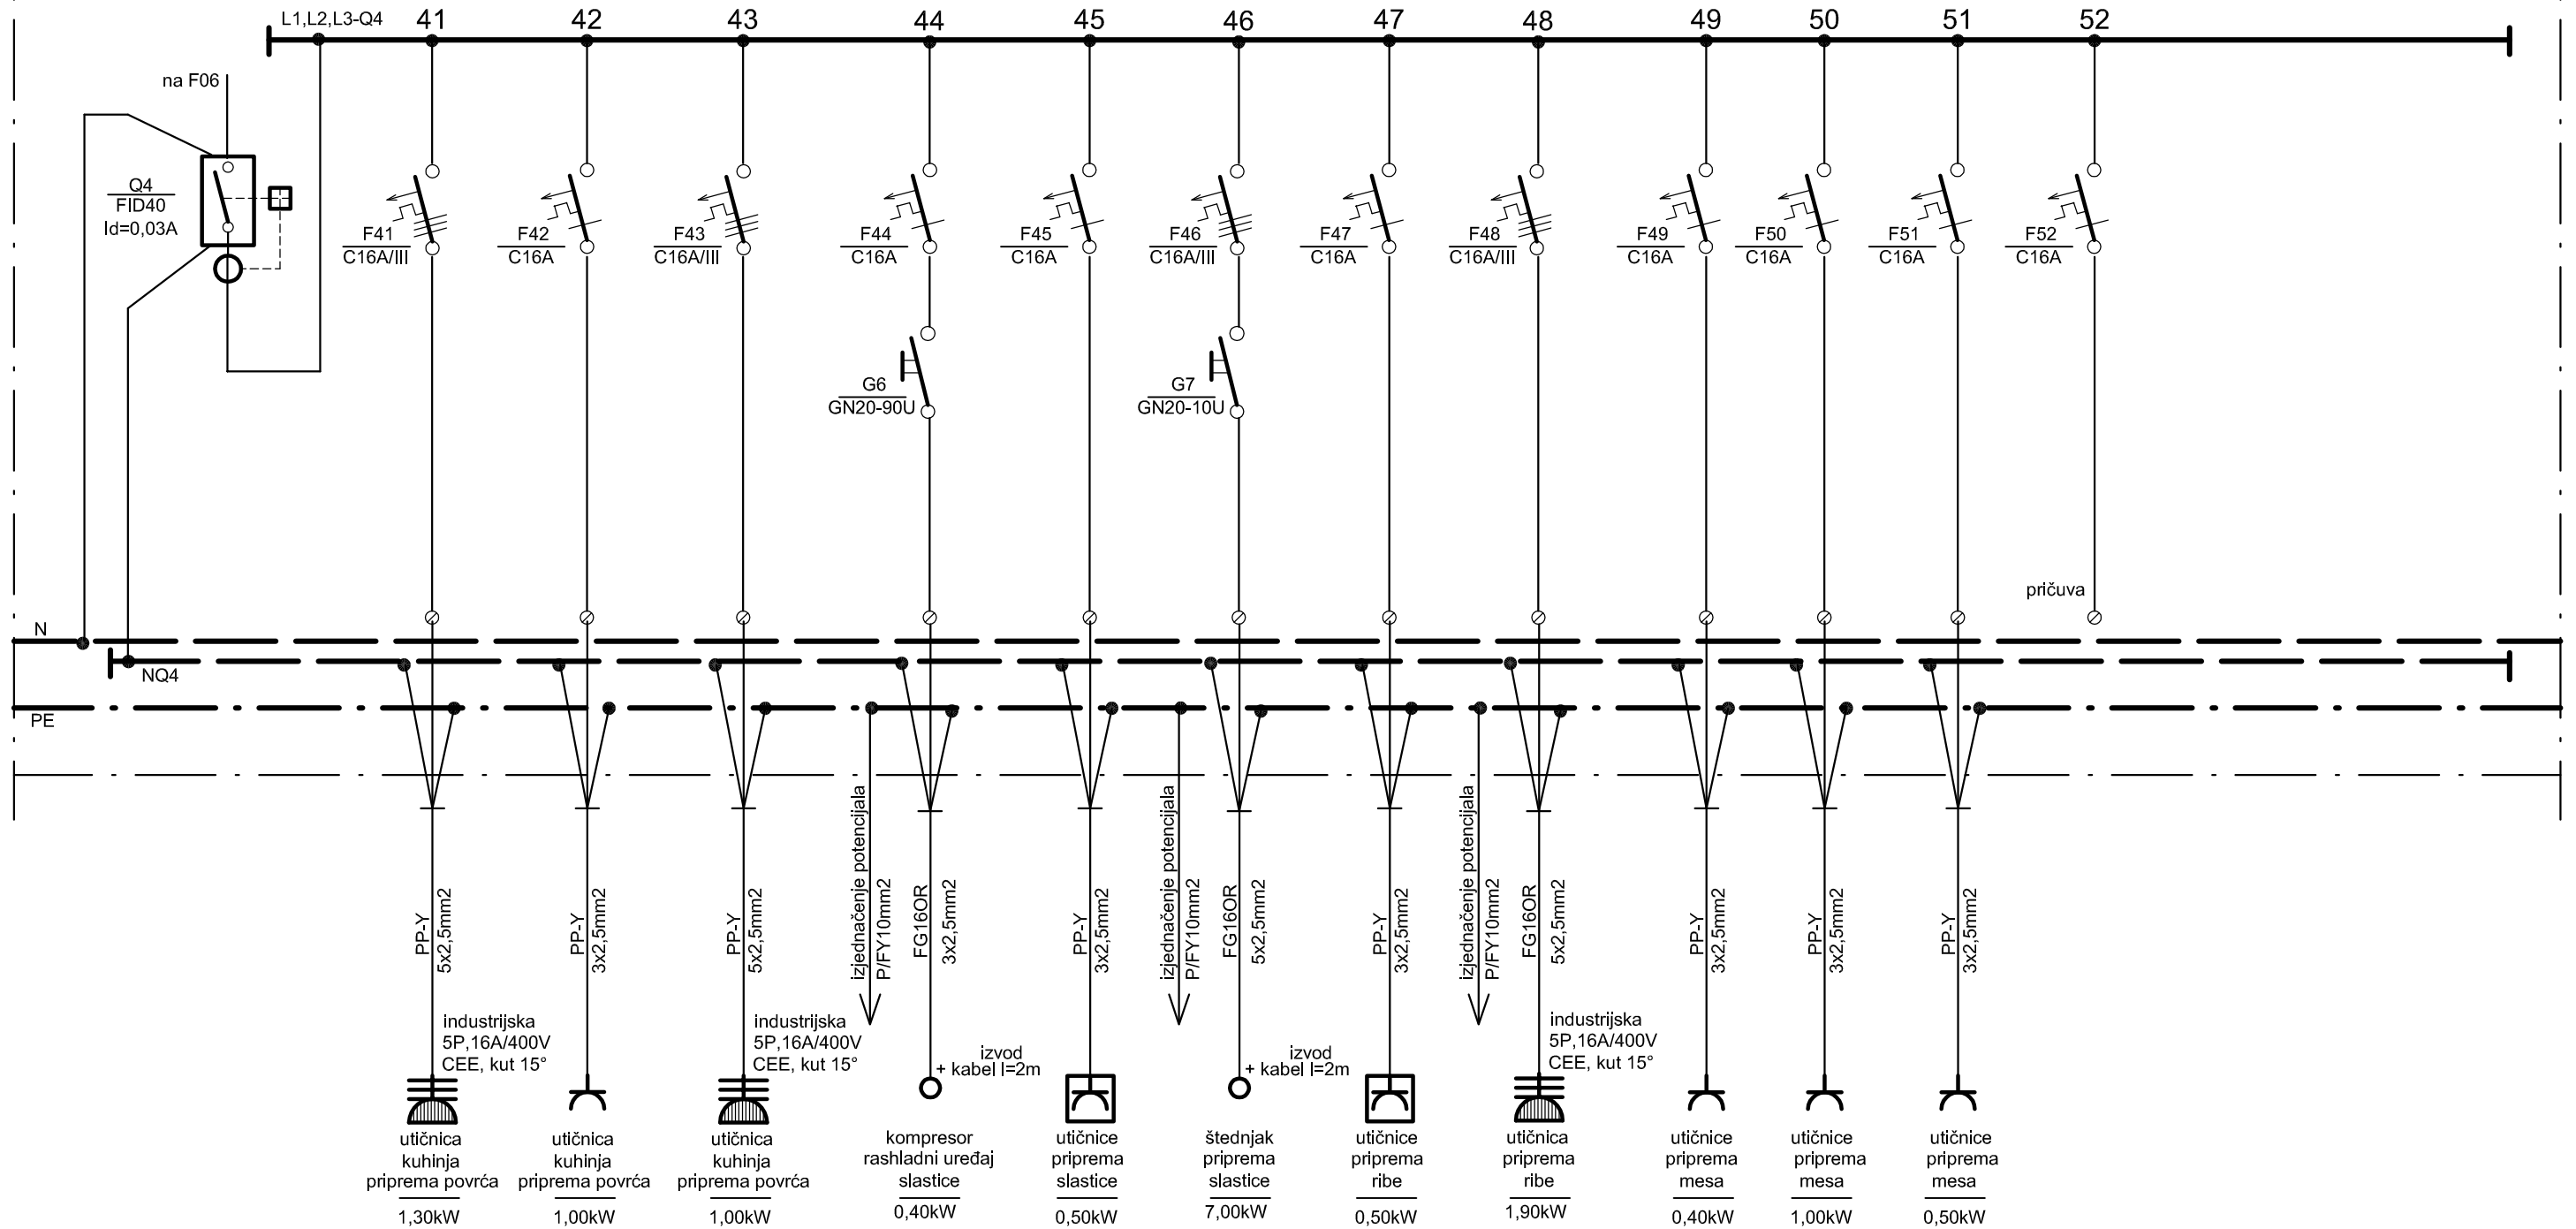 L1,L2,L3-Q4
41
42
43
44
45
46
47
48
49
50
51
52
na F06
Q4
FID40
Id=0,03A
F41
C16A/III
F42
C16A
F43
C16A/III
F44
C16A
F45
C16A
F46
C16A/III
F47
C16A
F48
C16A/III
F49
C16A
F50
C16A
F51
C16A
F52
C16A
G6
GN20-90U
G7
GN20-10U
pričuva
N
NQ4
PE
PP-Y
5x2,5mm2
PP-Y
3x2,5mm2
PP-Y
5x2,5mm2
izjednačenje potencijala
P/FY10mm2
FG16OR
3x2,5mm2
PP-Y
3x2,5mm2
izjednačenje potencijala
P/FY10mm2
FG16OR
5x2,5mm2
PP-Y
3x2,5mm2
izjednačenje potencijala
P/FY10mm2
FG16OR
5x2,5mm2
PP-Y
3x2,5mm2
PP-Y
3x2,5mm2
PP-Y
3x2,5mm2
industrijska
5P,16A/400V
CEE, kut 15°
industrijska
5P,16A/400V
CEE, kut 15°
izvod
+ kabel l=2m
izvod
+ kabel l=2m
industrijska
5P,16A/400V
CEE, kut 15°
utičnica
kuhinja
priprema povrća
1,30kW
utičnica
kuhinja
priprema povrća
1,00kW
utičnica
kuhinja
priprema povrća
1,00kW
kompresor
rashladni uređaj
slastice
0,40kW
utičnice
priprema
slastice
0,50kW
štednjak
priprema
slastice
7,00kW
utičnice
priprema
ribe
0,50kW
utičnica
priprema
ribe
1,90kW
utičnice
priprema
mesa
0,40kW
utičnice
priprema
mesa
1,00kW
utičnice
priprema
mesa
0,50kW